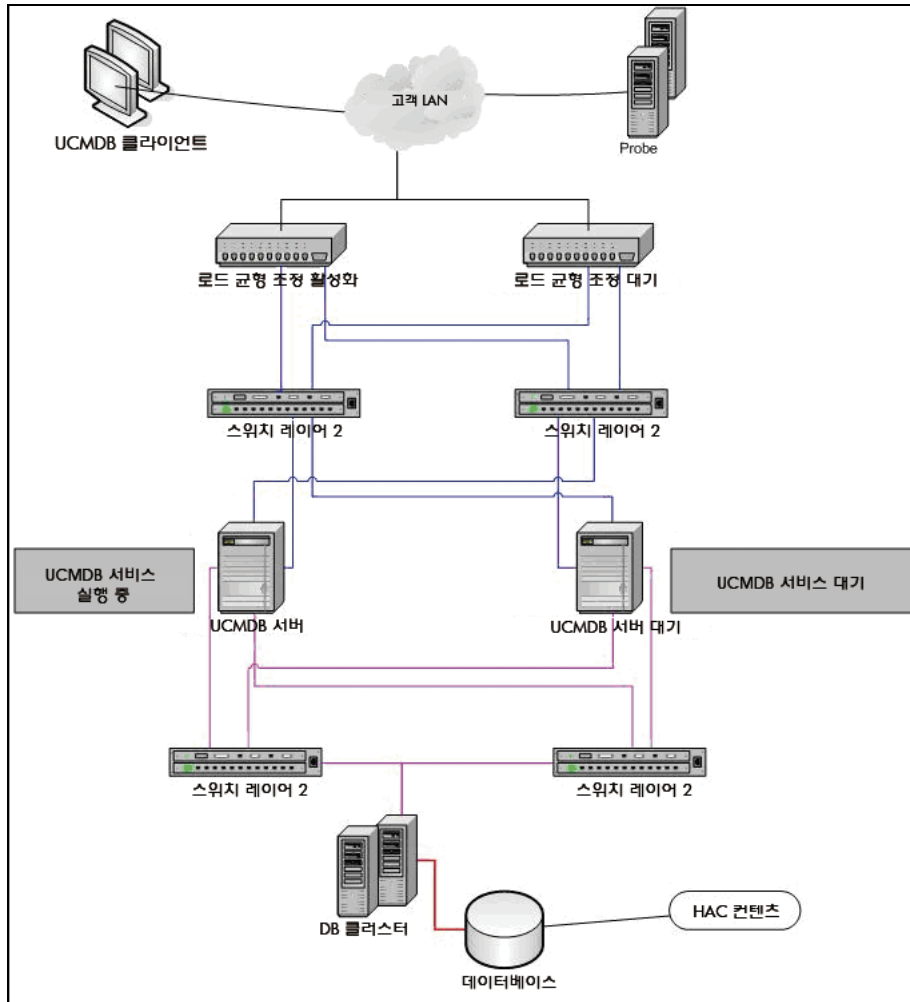 고객 LAN
UCMDB 클라이언트
Probe
로드 균형 조정 활성화
로드 균형 조정 대기
스위치 레이어 2
스위치 레이어 2
UCMDB 서비스
실행 중
UCMDB 서비스 대기
UCMDB 서버
UCMDB 서버 대기
스위치 레이어 2
스위치 레이어 2
HAC 컨텐츠
DB 클러스터
데이터베이스